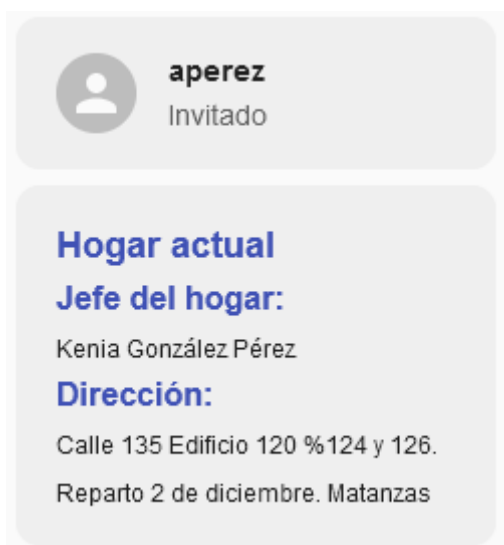 aperez
Invitado
Hogar actual
Jefe del hogar:
Kenia González Pérez
Dirección:
Calle 135 Edificio 120 %124 y 126.
Reparto 2 de diciembre. Matanzas